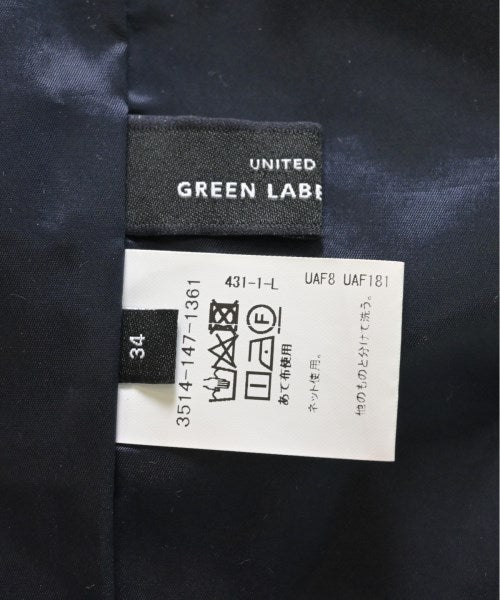 UNITED
GREEN LABE
34
431-1-L
UAF8 UAF181
3514-147-1361
F
あて布使用
ネット使用。
他のものと分けて洗う。